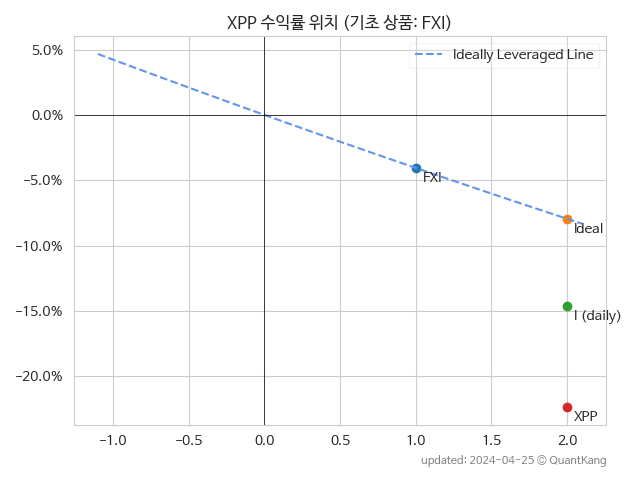 XPP 수익률 위치 (기초 상품: FXI)
Ideally Leveraged Line
5.0%
0.0%
−5.0%
−10.0%
−15.0%
−20.0%
FXI
Ideal
I (daily)
XPP
−1.0 −0.5 0.0 0.5 1.0 1.5 2.0
updated: 2024-04-25 © QuantKang